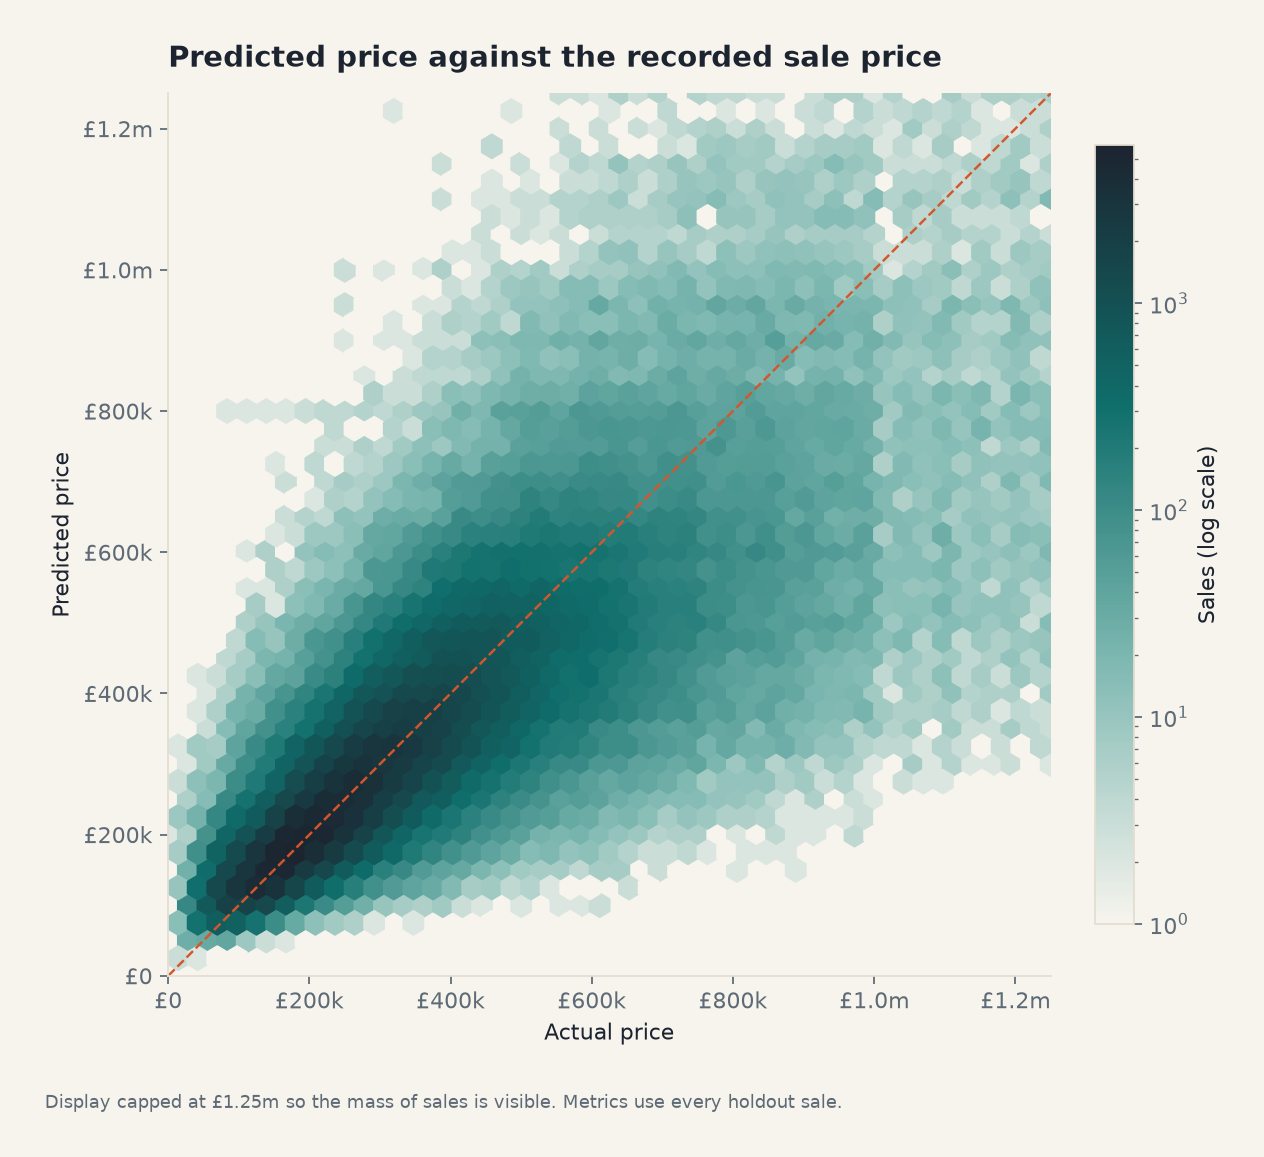 Predicted price against the recorded sale price
£1.2m
£1.0m
£800k
£600k
£400k
£200k
£0
Predicted price
£0 £200k £400k £600k £800k £1.0m £1.2m
Actual price
10³
10²
10¹
10⁰
Sales (log scale)
Display capped at £1.25m so the mass of sales is visible. Metrics use every holdout sale.